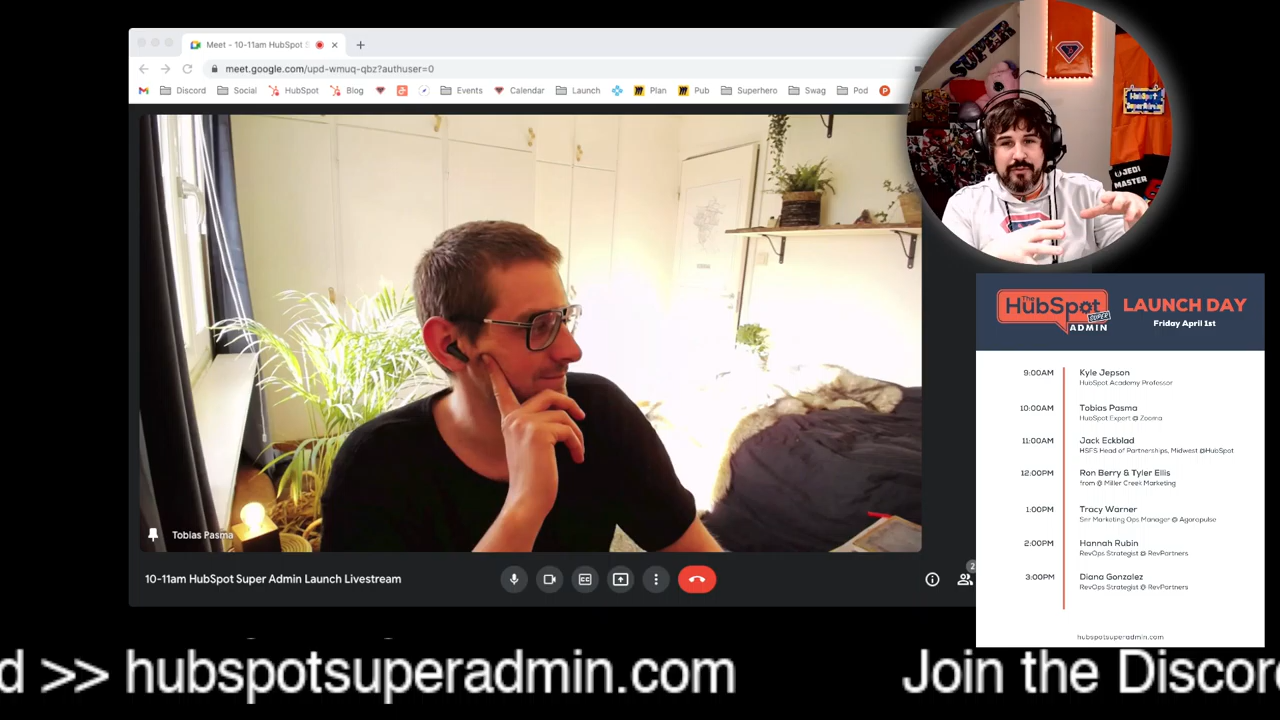 Meet - 10-11am HubSpot S
meet.google.com/upd-wmuq-qbz?authuser=0
Discord Social HubSpot Blog Events Calendar Launch Plan Pub Superhero Swag Pod
SUPER
JEDI
MASTER
Tobias Pasma
10-11am HubSpot Super Admin Launch Livestream
2
The
HubSpot
SUPER
ADMIN
LAUNCH DAY
Friday April 1st
9:00AM Kyle Jepson
HubSpot Academy Professor
10:00AM Tobias Pasma
HubSpot Expert @ Zooma
11:00AM Jack Eckblad
HSFS Head of Partnerships, Midwest @HubSpot
12:00PM Ron Berry & Tyler Ellis
from @ Miller Creek Marketing
1:00PM Tracy Warner
Snr Marketing Ops Manager @ Agorapulse
2:00PM Hannah Rubin
RevOps Strategist @ RevPartners
3:00PM Diana Gonzalez
RevOps Strategist @ RevPartners
hubspotsuperadmin.com
d >> hubspotsuperadmin.com Join the Discord